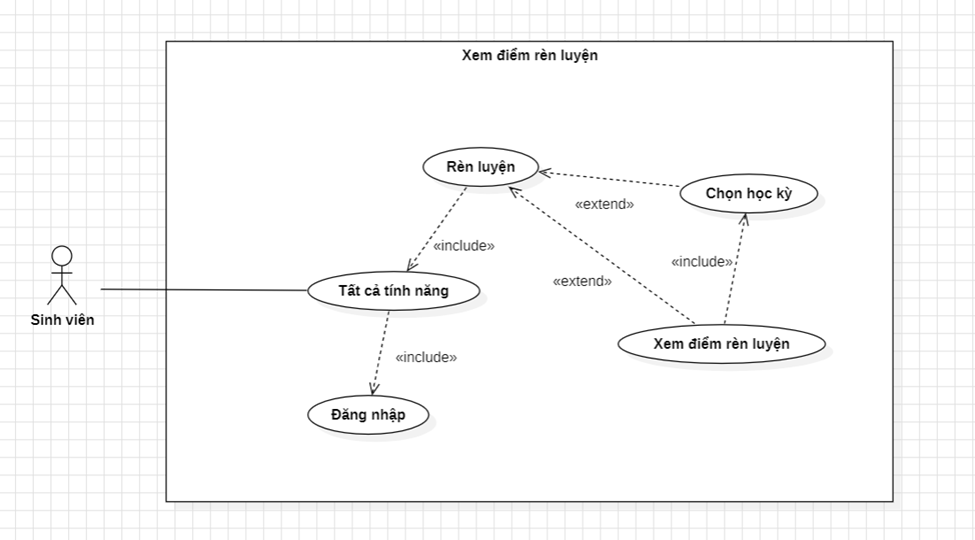 Xem điểm rèn luyện
Rèn luyện
Chọn học kỳ
«extend»
«include»
«include»
«extend»
Tất cả tính năng
Sinh viên
Xem điểm rèn luyện
«include»
Đăng nhập